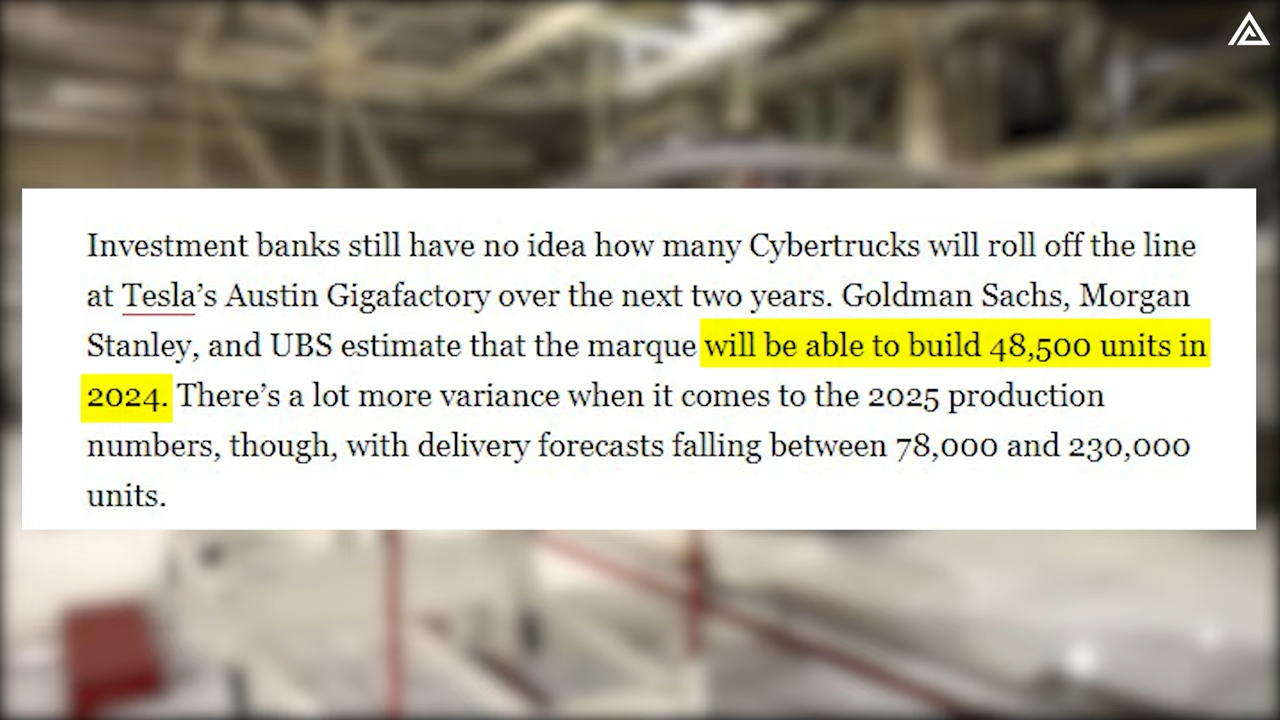 Investment banks still have no idea how many Cybertrucks will roll off the line
at Tesla’s Austin Gigafactory over the next two years. Goldman Sachs, Morgan
Stanley, and UBS estimate that the marque will be able to build 48,500 units in
2024. There’s a lot more variance when it comes to the 2025 production
numbers, though, with delivery forecasts falling between 78,000 and 230,000
units.